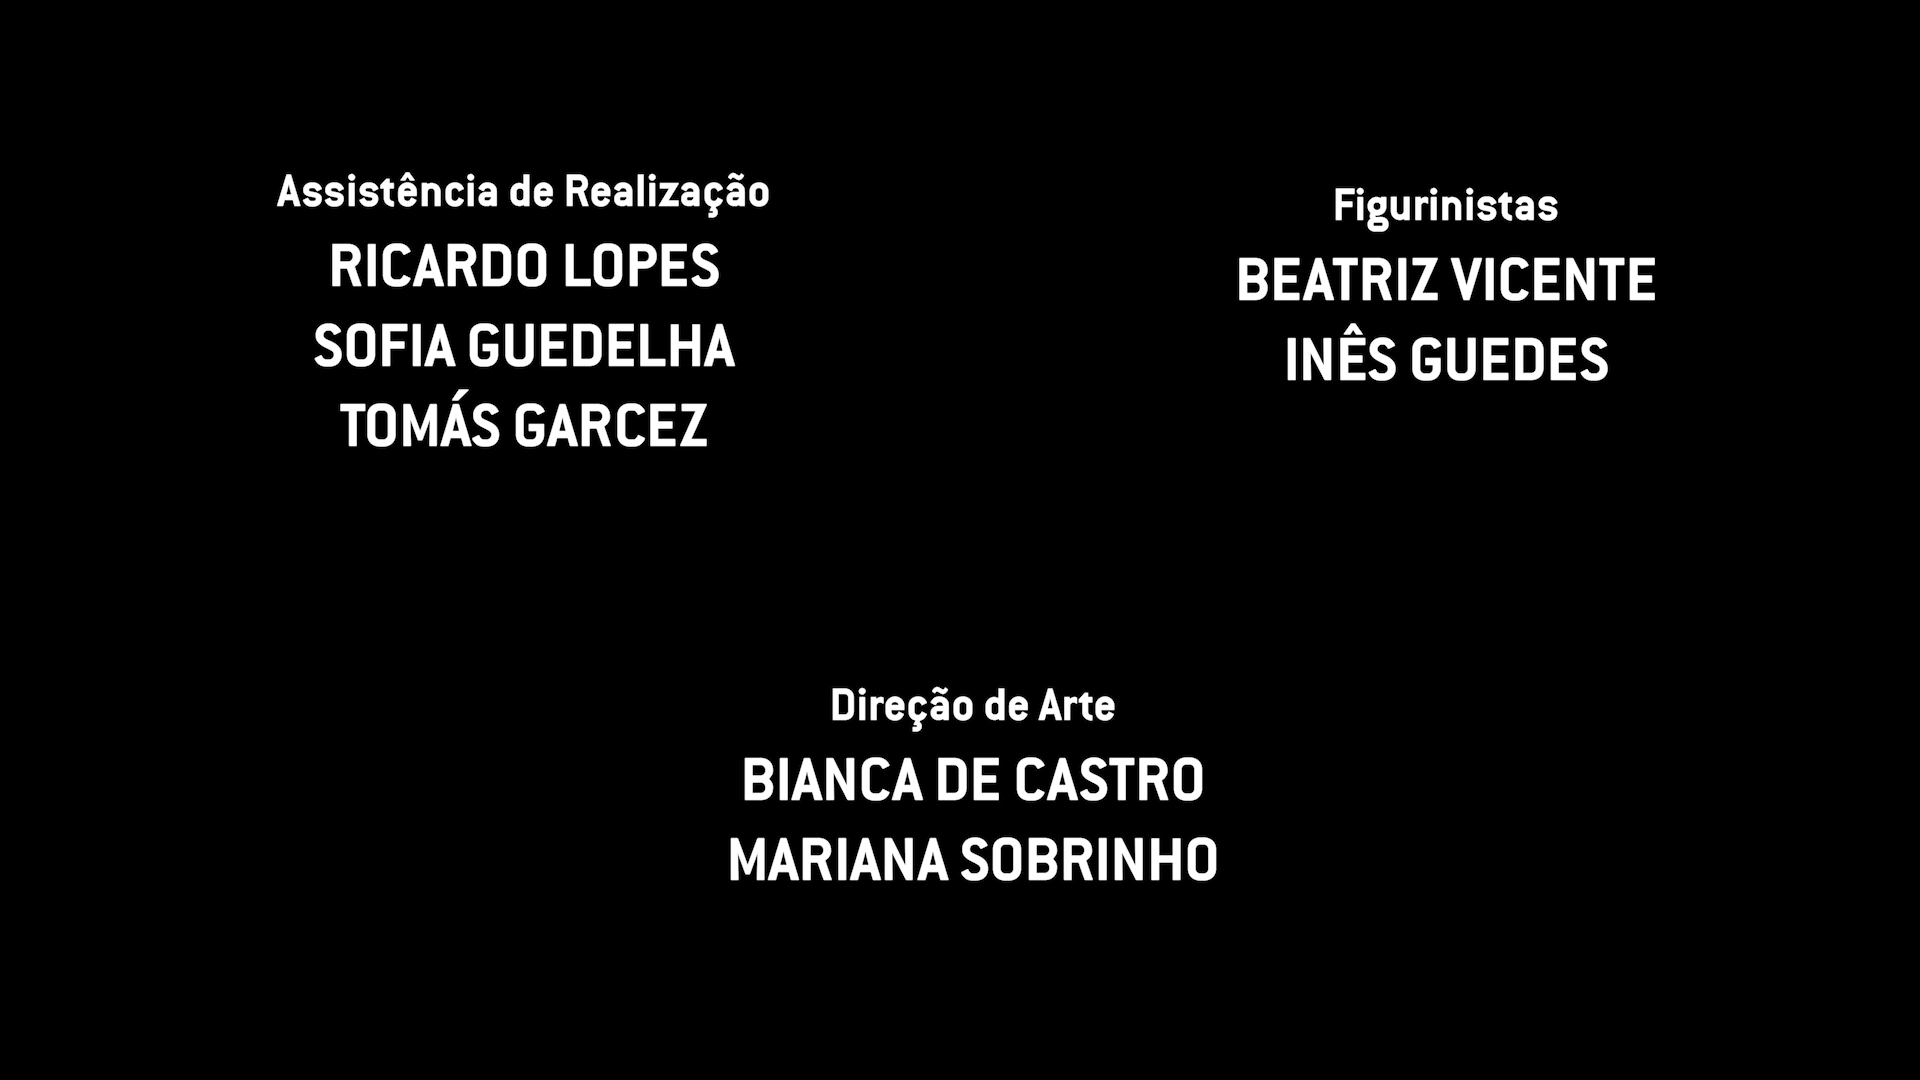 Assistência de Realização
RICARDO LOPES
SOFIA GUEDELHA
TOMÁS GARCEZ
Figurinistas
BEATRIZ VICENTE
INÊS GUEDES
Direção de Arte
BIANCA DE CASTRO
MARIANA SOBRINHO